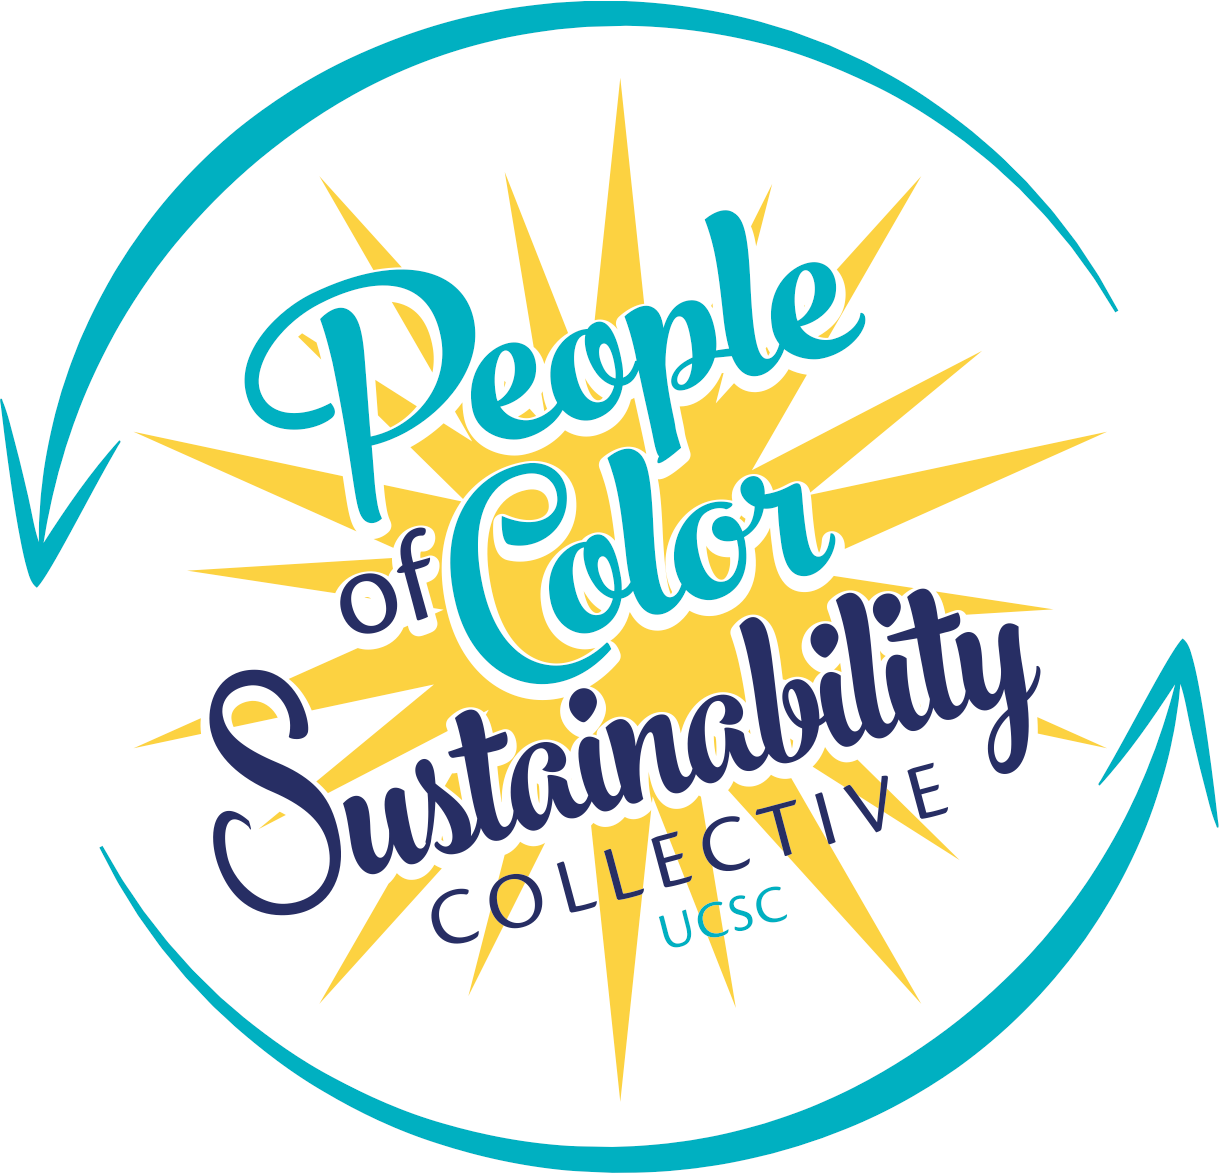 People
of Color
Sustainability
COLLECTIVE
UCSC